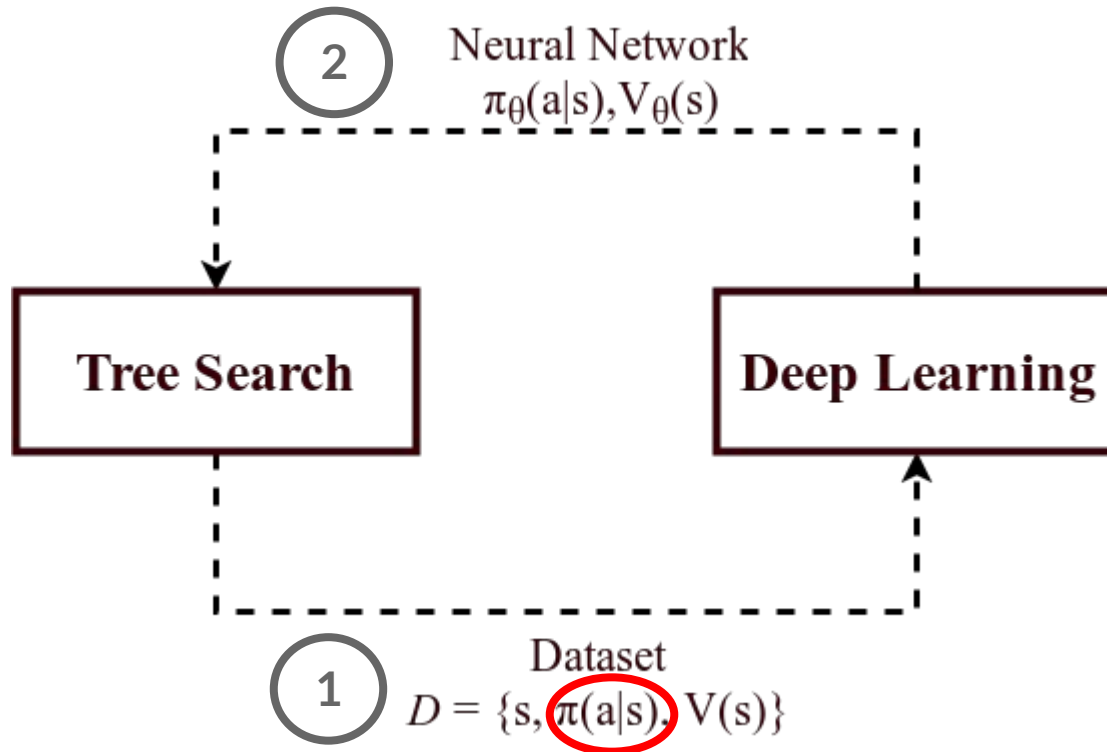 2
Neural Network
πθ(a|s),Vθ(s)
Tree Search
Deep Learning
1
Dataset
D = {s, π(a|s), V(s)}